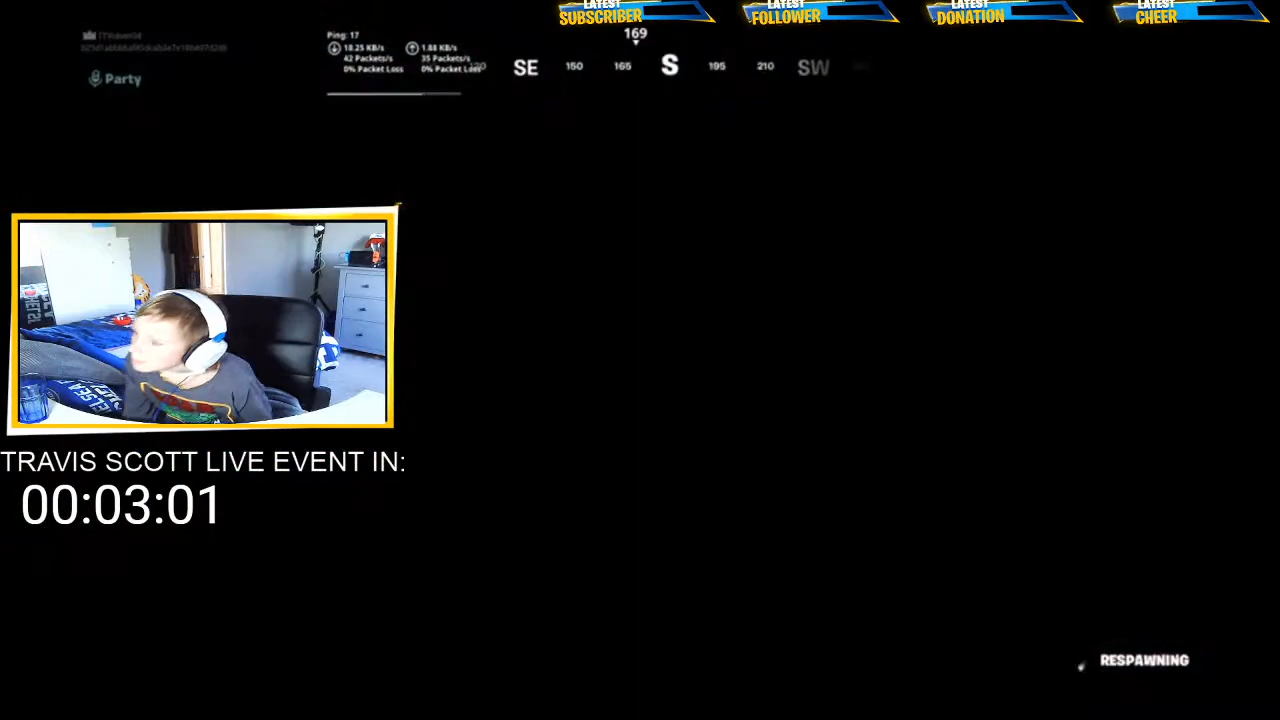 LATEST
SUBSCRIBER
LATEST
FOLLOWER
LATEST
DONATION
LATEST
CHEER
Party
Ping: 17
18.25 KB/s
42 Packets/s
0% Packet Loss
1.88 KB/s
35 Packets/s
0% Packet Loss
169
SE 150 165 S 195 210 SW
CHELSEA
TRAVIS SCOTT LIVE EVENT IN:
00:03:01
RESPAWNING